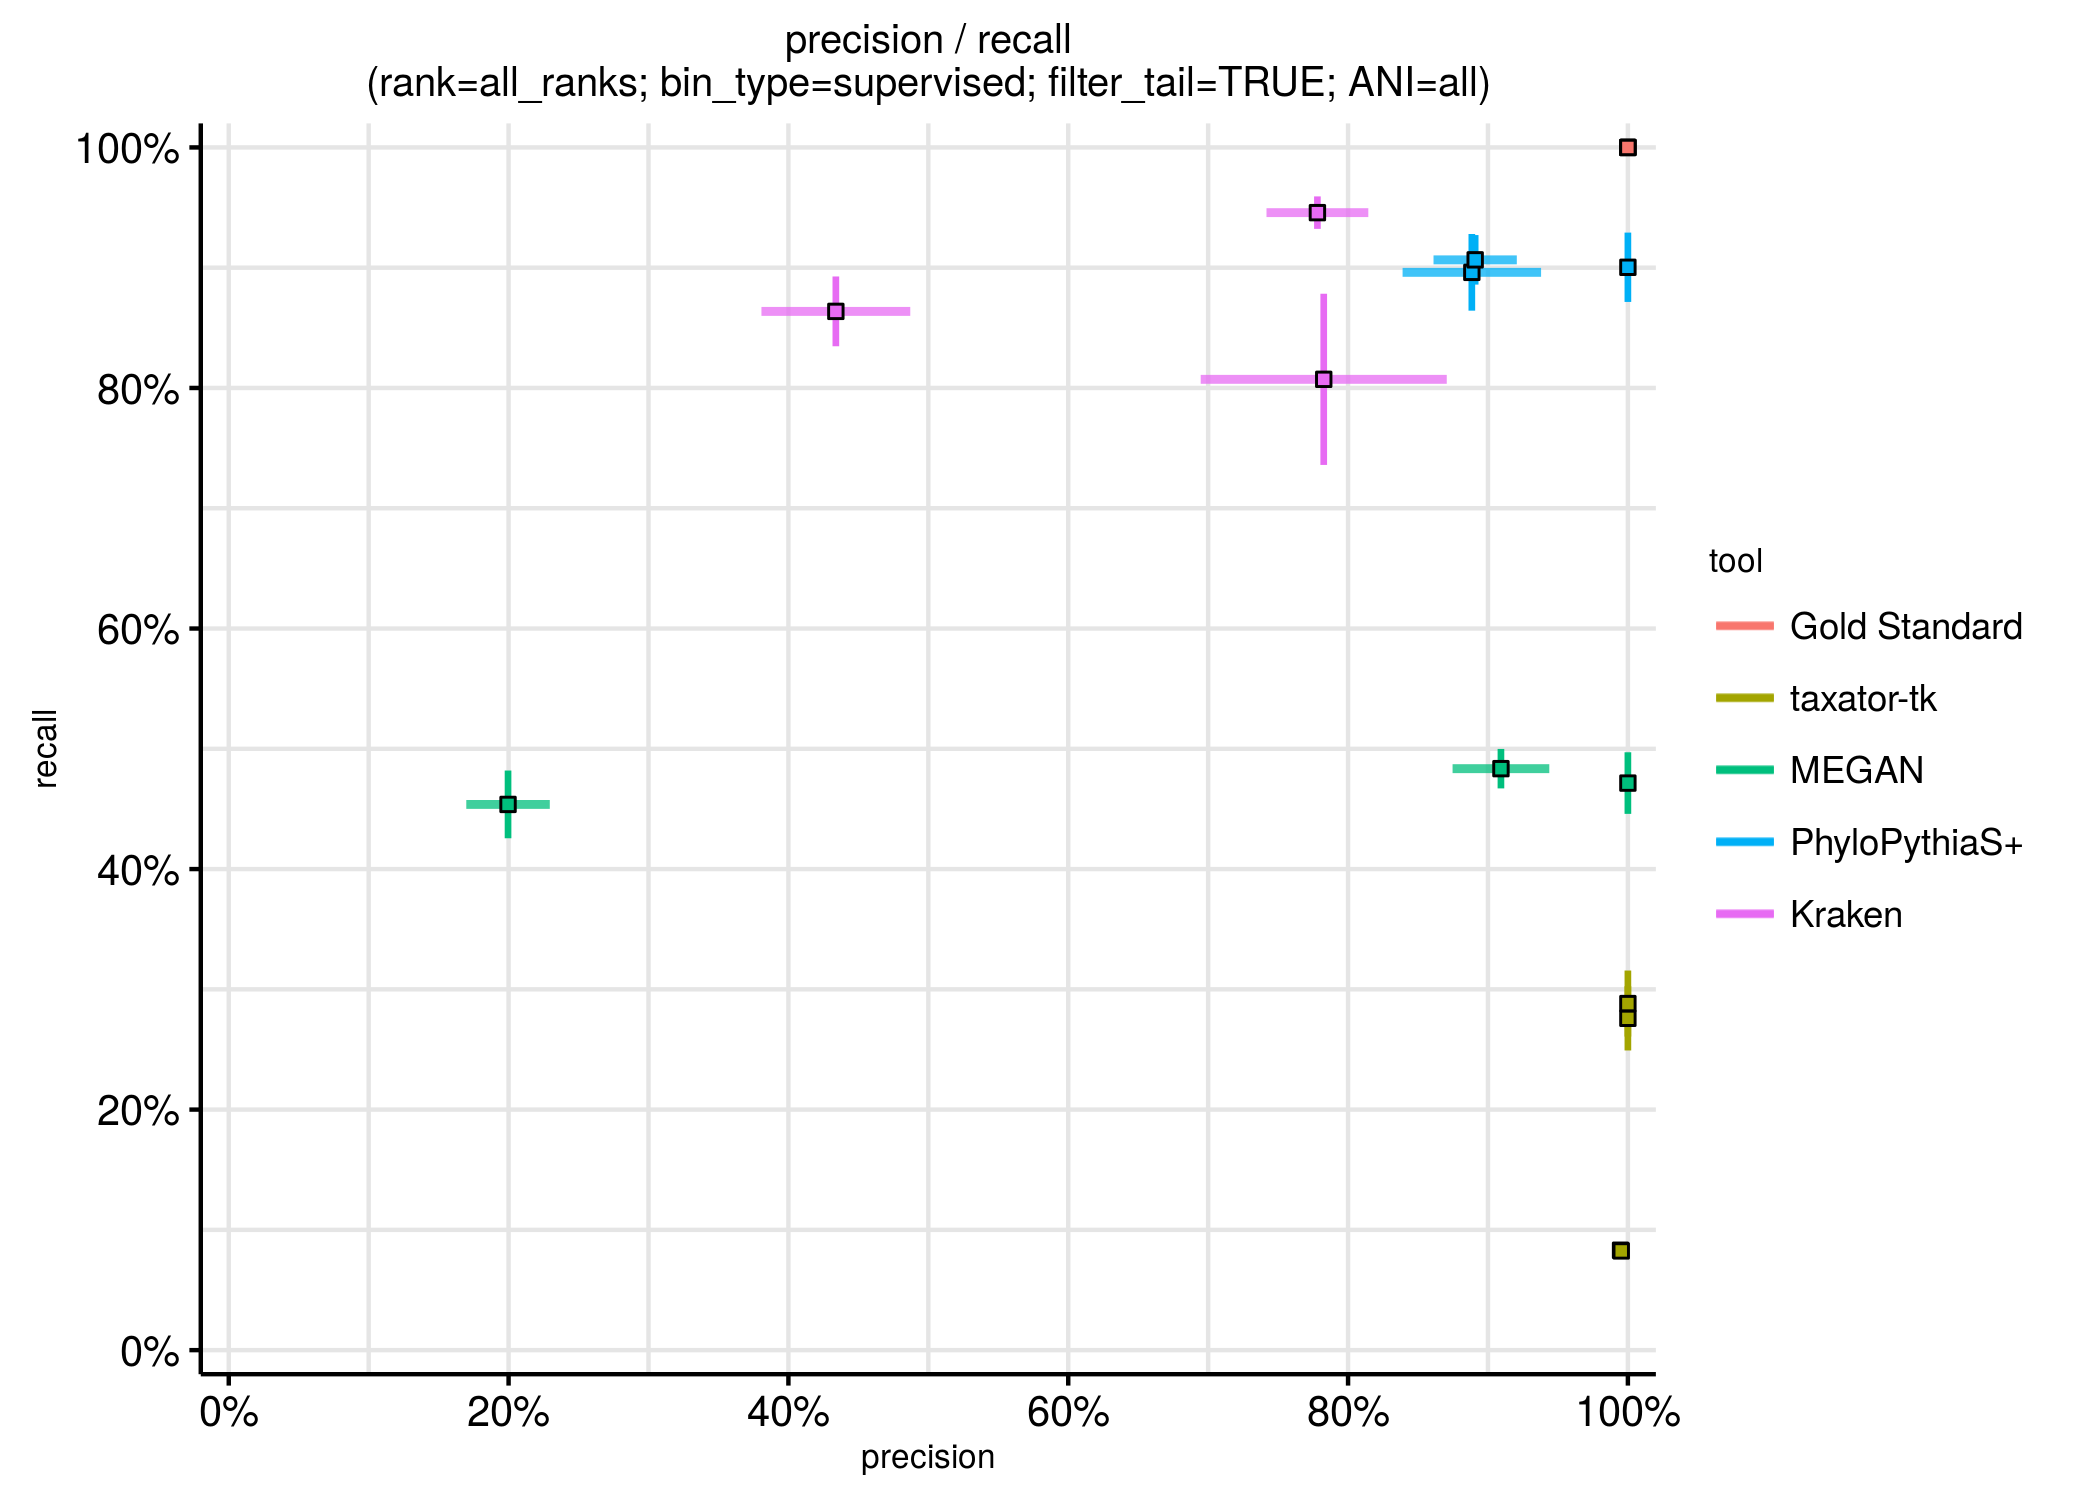 precision / recall
(rank=all_ranks; bin_type=supervised; filter_tail=TRUE; ANI=all)
100%
80%
60%
40%
20%
0%
recall
0%
20%
40%
60%
80%
100%
precision
tool
Gold Standard
taxator-tk
MEGAN
PhyloPythiaS+
Kraken